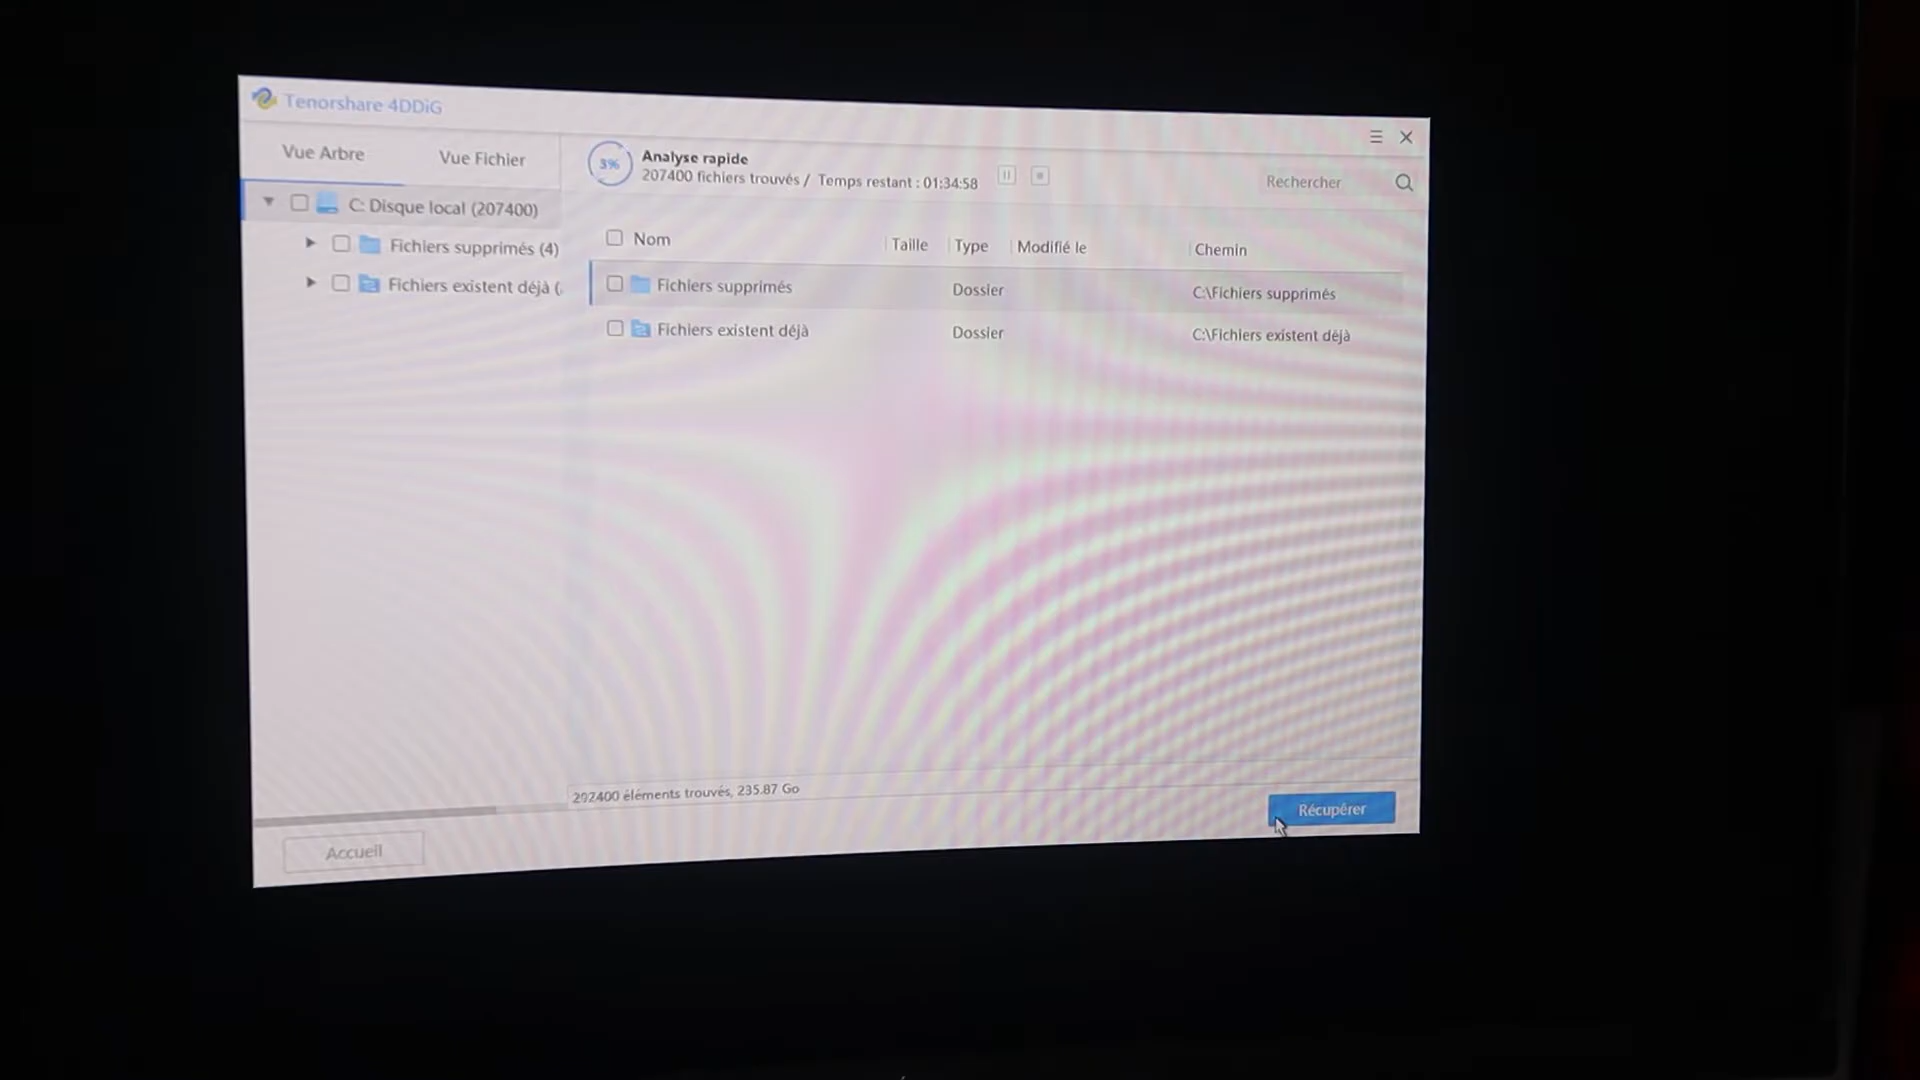 Tenorshare 4DDiG
Vue Arbre
Vue Fichier
3%
Analyse rapide
207400 fichiers trouvés / Temps restant : 01:34:58
Rechercher
C: Disque local (207400)
Fichiers supprimés (4)
Fichiers existent déjà (
Nom Taille Type Modifié le Chemin
Fichiers supprimés Dossier C:\Fichiers supprimés
Fichiers existent déjà Dossier C:\Fichiers existent déjà
207400 éléments trouvés, 235.87 Go
Récupérer
Accueil